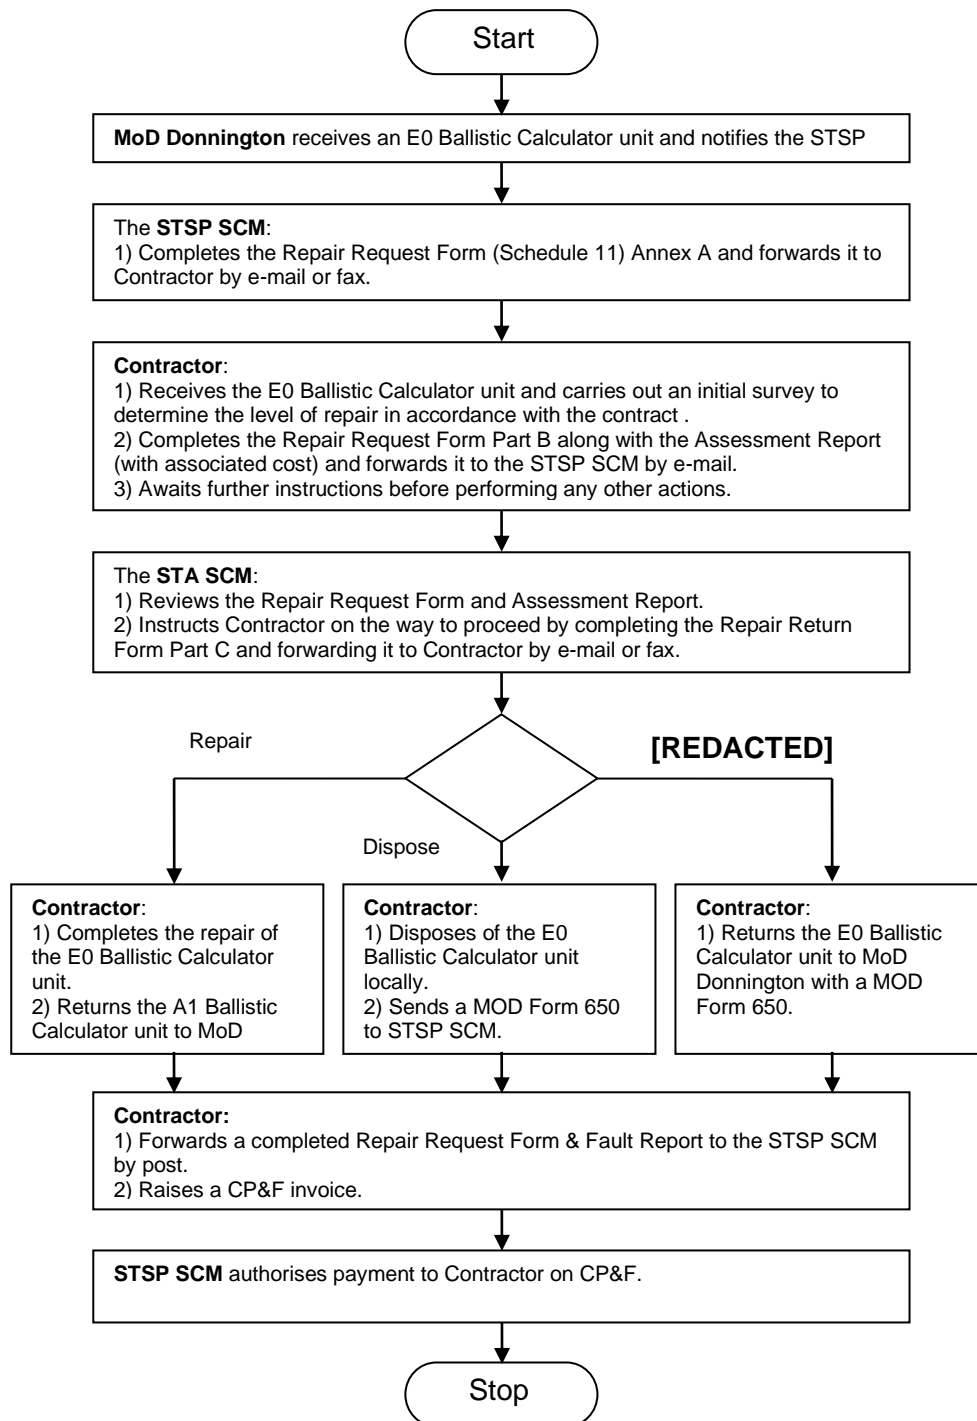 Start
MoD Donnington receives an E0 Ballistic Calculator unit and notifies the STSP
The STSP SCM:
1) Completes the Repair Request Form (Schedule 11) Annex A and forwards it to
Contractor by e-mail or fax.
Contractor:
1) Receives the E0 Ballistic Calculator unit and carries out an initial survey to
determine the level of repair in accordance with the contract .
2) Completes the Repair Request Form Part B along with the Assessment Report
(with associated cost) and forwards it to the STSP SCM by e-mail.
3) Awaits further instructions before performing any other actions.
The STA SCM:
1) Reviews the Repair Request Form and Assessment Report.
2) Instructs Contractor on the way to proceed by completing the Repair Return
Form Part C and forwarding it to Contractor by e-mail or fax.
Repair
[REDACTED]
Dispose
Contractor:
1) Completes the repair of
the E0 Ballistic Calculator
unit.
2) Returns the A1 Ballistic
Calculator unit to MoD
Contractor:
1) Disposes of the E0
Ballistic Calculator unit
locally.
2) Sends a MOD Form 650
to STSP SCM.
Contractor:
1) Returns the E0 Ballistic
Calculator unit to MoD
Donnington with a MOD
Form 650.
Contractor:
1) Forwards a completed Repair Request Form & Fault Report to the STSP SCM
by post.
2) Raises a CP&F invoice.
STSP SCM authorises payment to Contractor on CP&F.
Stop